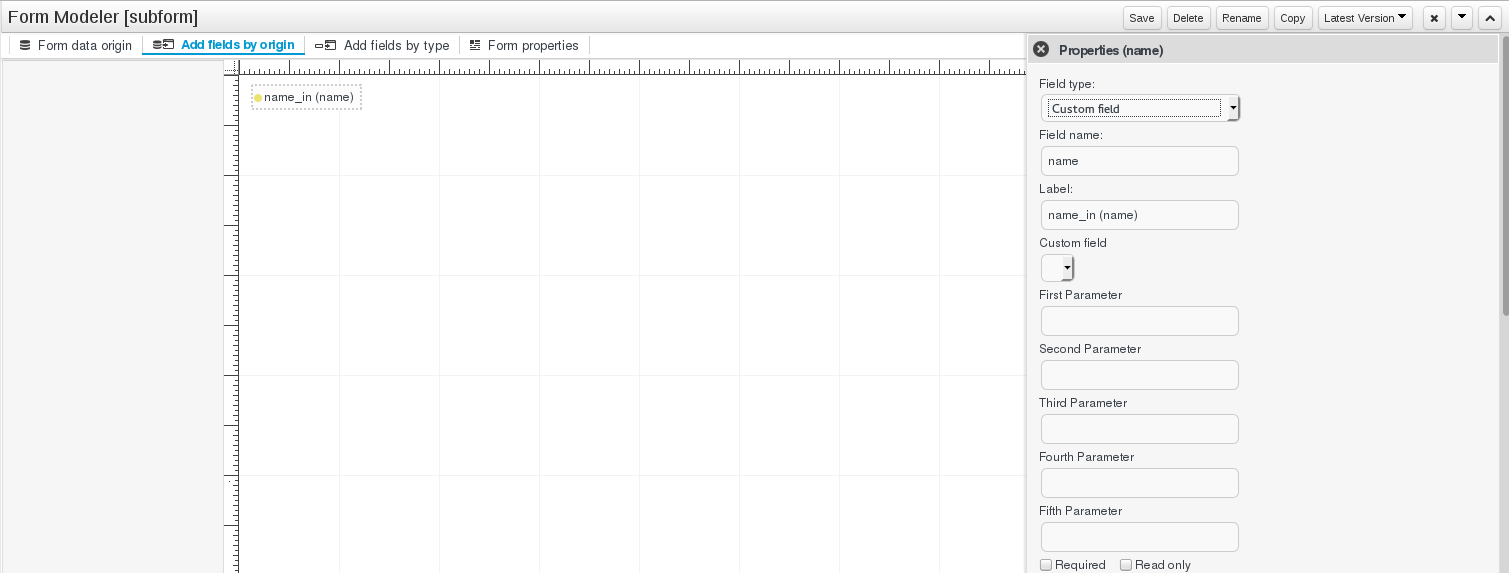 Form Modeler [subform]
Save Delete Rename Copy Latest Version
Form data origin Add fields by origin Add fields by type Form properties
name_in (name)
Properties (name)
Field type:
Custom field
Field name:
name
Label:
name_in (name)
Custom field
First Parameter
Second Parameter
Third Parameter
Fourth Parameter
Fifth Parameter
Required Read only